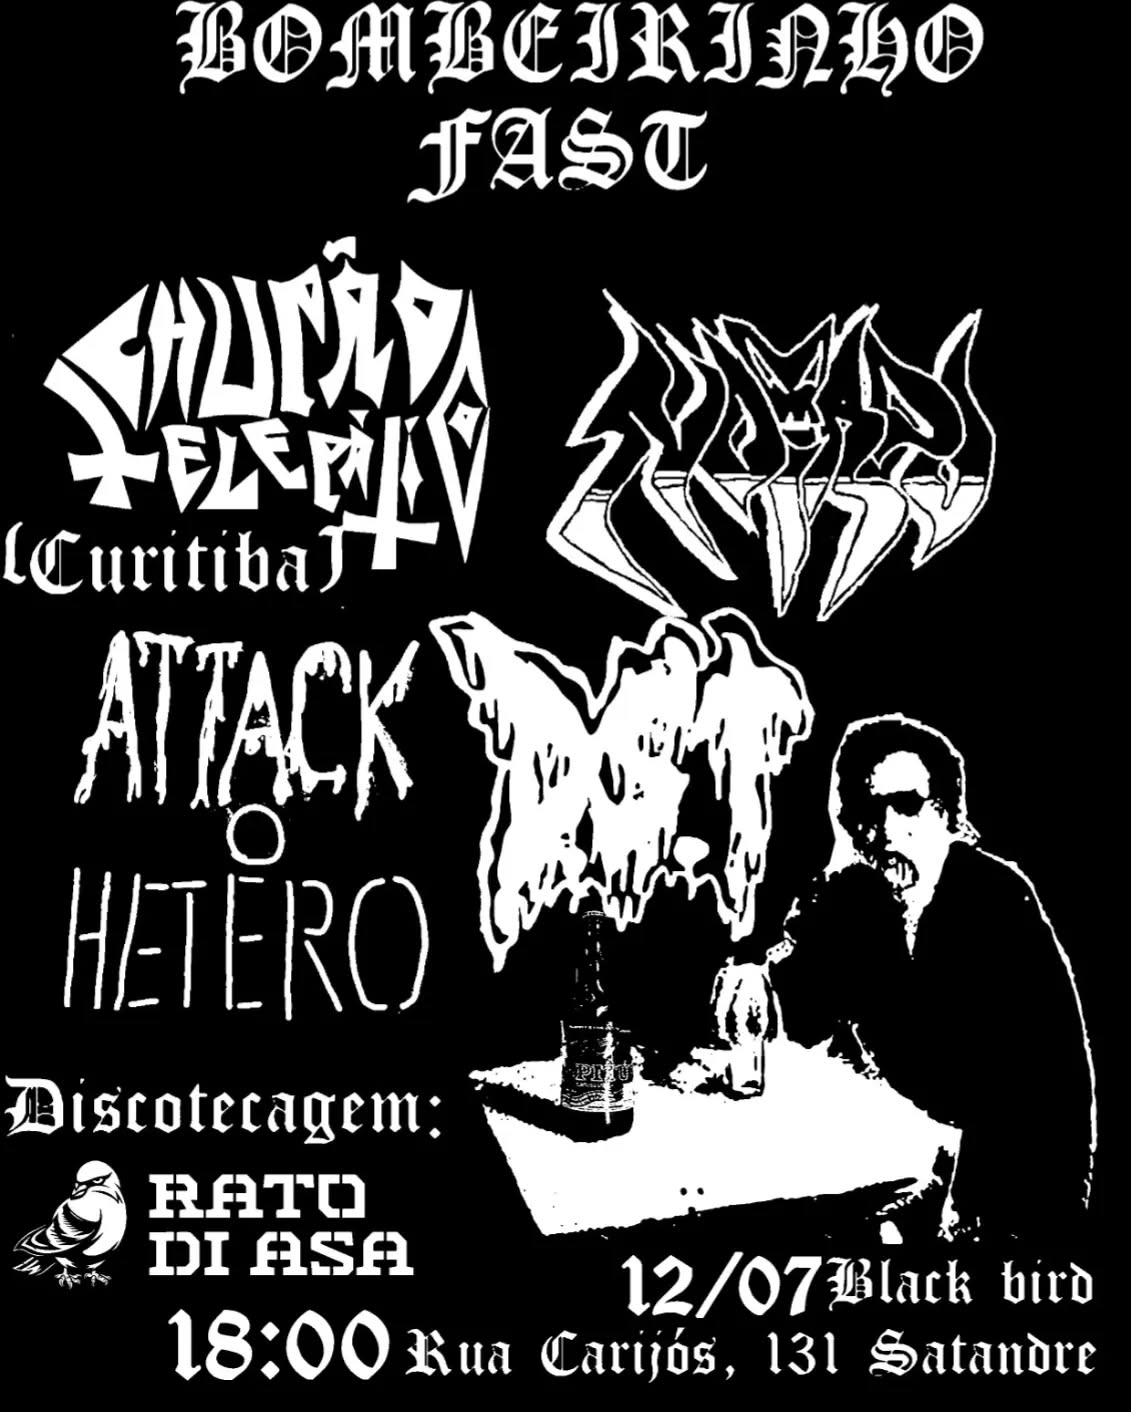 BOMBEIRINHO
FAST
CHUPÃO
TELEPÁTICO
(Curitiba)
ATTACK
O
HETERO
D.S.T
Discotecagem:
RATO
DI ASA
12/07 Black bird
18:00 Rua Carijós, 131 Satandre